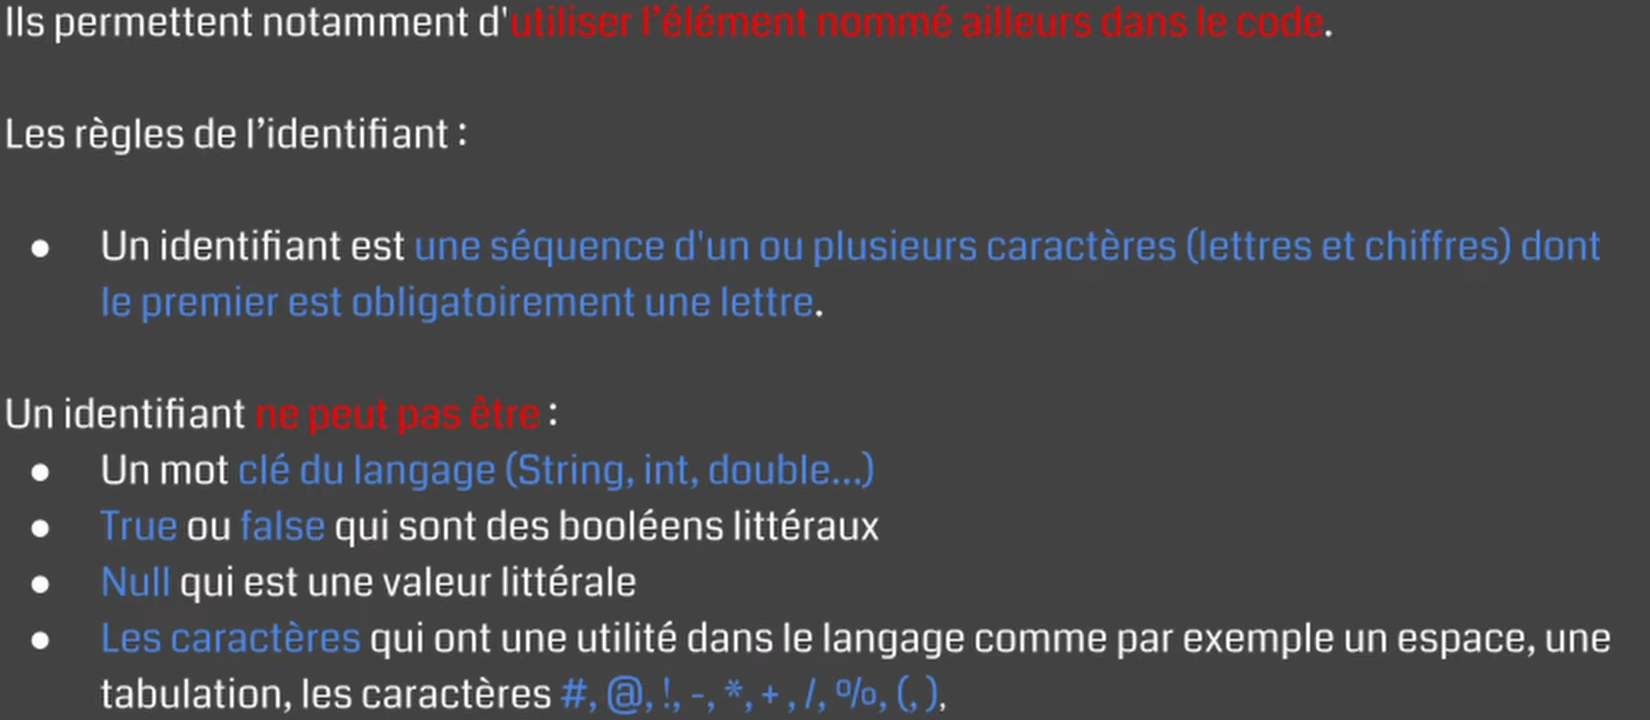 Ils permettent notamment d'utiliser l’élément nommé ailleurs dans le code.
Les règles de l’identifiant :
● Un identifiant est une séquence d'un ou plusieurs caractères (lettres et chiffres) dont
le premier est obligatoirement une lettre.
Un identifiant ne peut pas être :
● Un mot clé du langage (String, int, double...)
● True ou false qui sont des booléens littéraux
● Null qui est une valeur littérale
● Les caractères qui ont une utilité dans le langage comme par exemple un espace, une
tabulation, les caractères #, @, !, -, *, + , /, %, (, ),